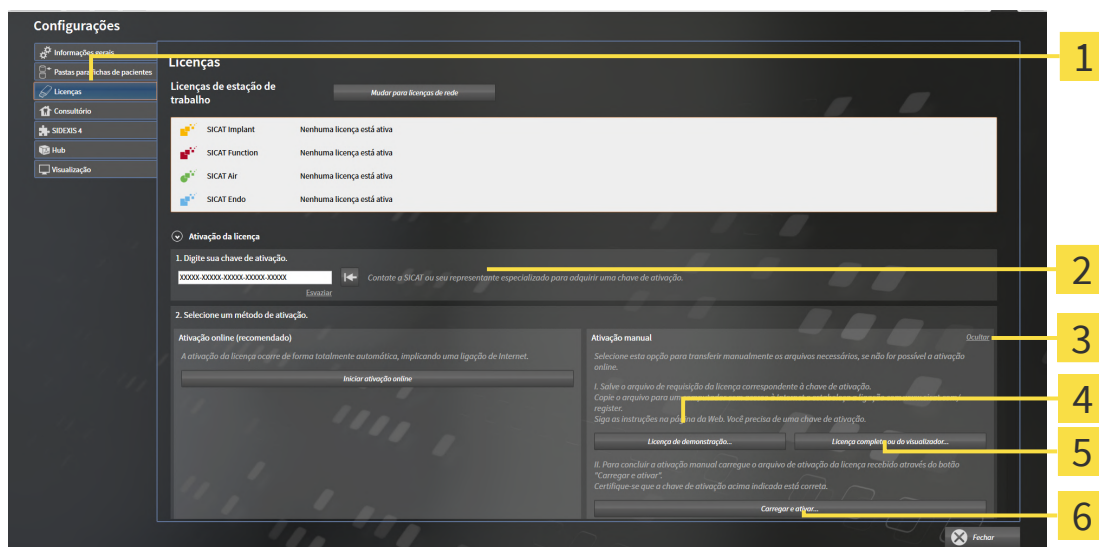 Configurações
Informações gerais
Pastas para fichas de pacientes
Licenças
Consultório
SIDEXIS 4
Hub
Visualização
Licenças
Licenças de estação de
trabalho
Mudar para licenças de rede
SICAT Implant Nenhuma licença está ativa
SICAT Function Nenhuma licença está ativa
SICAT Air Nenhuma licença está ativa
SICAT Endo Nenhuma licença está ativa
Ativação da licença
1. Digite sua chave de ativação.
XXXXX-XXXXX-XXXXX-XXXXX-XXXXX
Contate a SICAT ou seu representante especializado para adquirir uma chave de ativação.
Esvaziar
2. Selecione um método de ativação.
Ativação online (recomendado)
A ativação da licença ocorre de forma totalmente automática, implicando uma ligação de Internet.
Iniciar ativação online
Ativação manual
Ocultar
Selecione esta opção para transferir manualmente os arquivos necessários, se não for possível a ativação
online.
I. Salve o arquivo de requisição da licença correspondente à chave de ativação.
Copie o arquivo para um
register.
Siga as instruções na página da Web. Você precisa de uma chave de ativação.
Licença de demonstração...
Licença completa ou do visualizador...
II. Para concluir a ativação manual carregue o arquivo de ativação da licença recebido através do botão
"Carregar e ativar".
Certifique-se que a chave de ativação acima indicada está correta.
Carregar e ativar...
Fechar
1
2
3
4
5
6